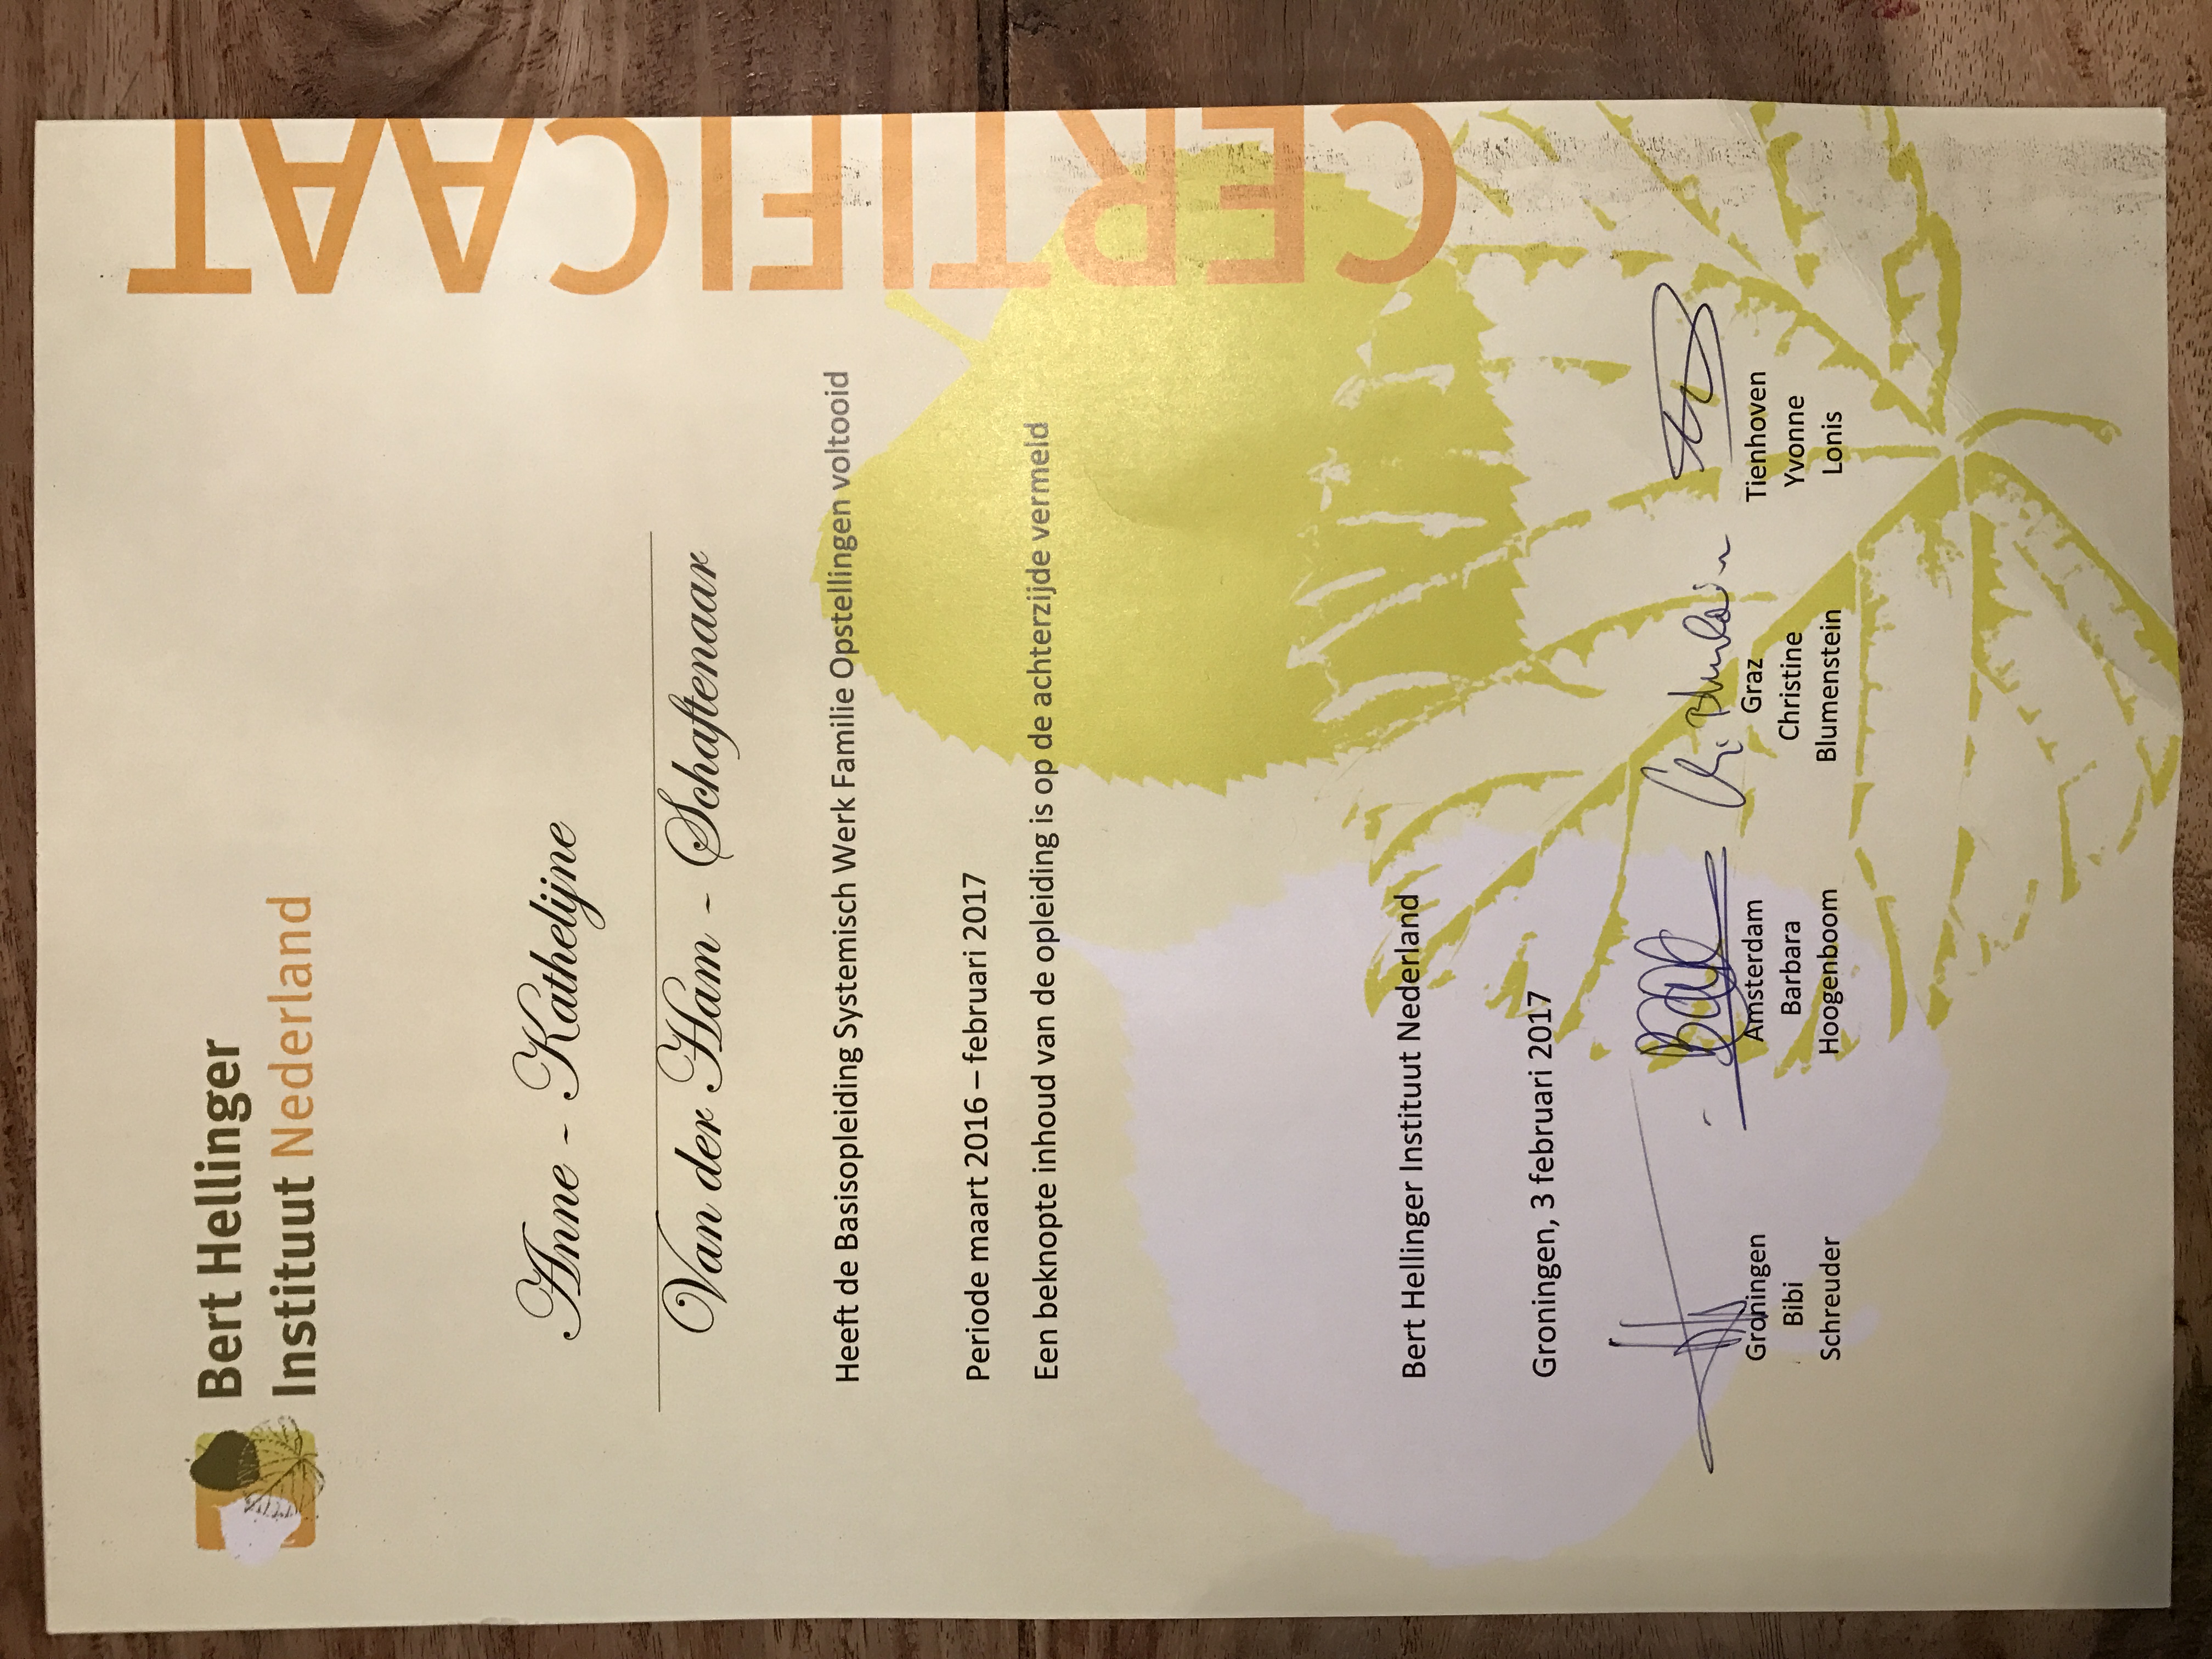 Bert Hellinger
Instituut Nederland
CERTIFICAAT
Anne - Kathelijne
Van der Ham - Schaftenaar
Heeft de Basisopleiding Systemisch Werk Familie Opstellingen voltooid
Periode maart 2016 – februari 2017
Een beknopte inhoud van de opleiding is op de achterzijde vermeld
Bert Hellinger Instituut Nederland
Groningen, 3 februari 2017
Groningen
Bibi
Schreuder
Amsterdam
Barbara
Hoogenboom
Graz
Christine
Blumenstein
Tienhoven
Yvonne
Lonis